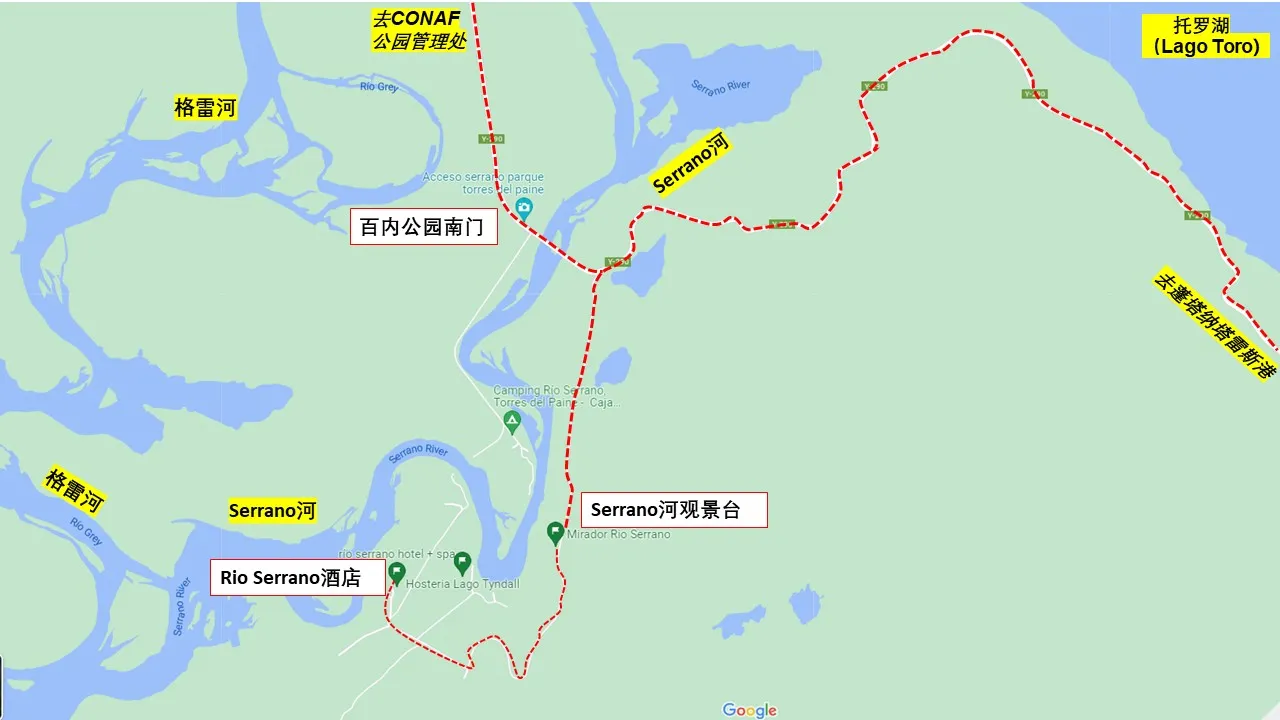 去CONAF
公园管理处
托罗湖
(Lago Toro)
Río Grey
格雷河
Serrano River
Y-290
Y-290
Y-290
Serrano河
Acceso serrano parque
torres del paine
百内公园南门
Y-290
Y-290
Y-290
去蓬塔纳塔雷斯港
Camping Río Serrano,
Torres del Paine - Caja...
Serrano River
格雷河
Río Grey
Serrano河
Serrano河观景台
Mirador Rio Serrano
rio serrano hotel + spa
Rio Serrano酒店
Hosteria Lago Tyndall
Serrano River
Google